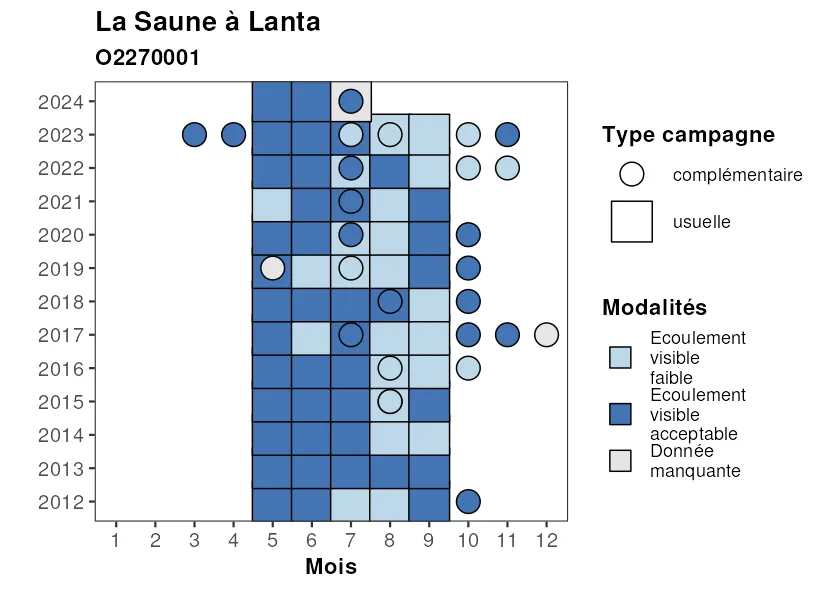 La Saune à Lanta
O2270001
2024
2023
2022
2021
2020
2019
2018
2017
2016
2015
2014
2013
2012
1 2 3 4 5 6 7 8 9 10 11 12
Mois
Type campagne
complémentaire
usuelle
Modalités
Ecoulement
visible
faible
Ecoulement
visible
acceptable
Donnée
manquante